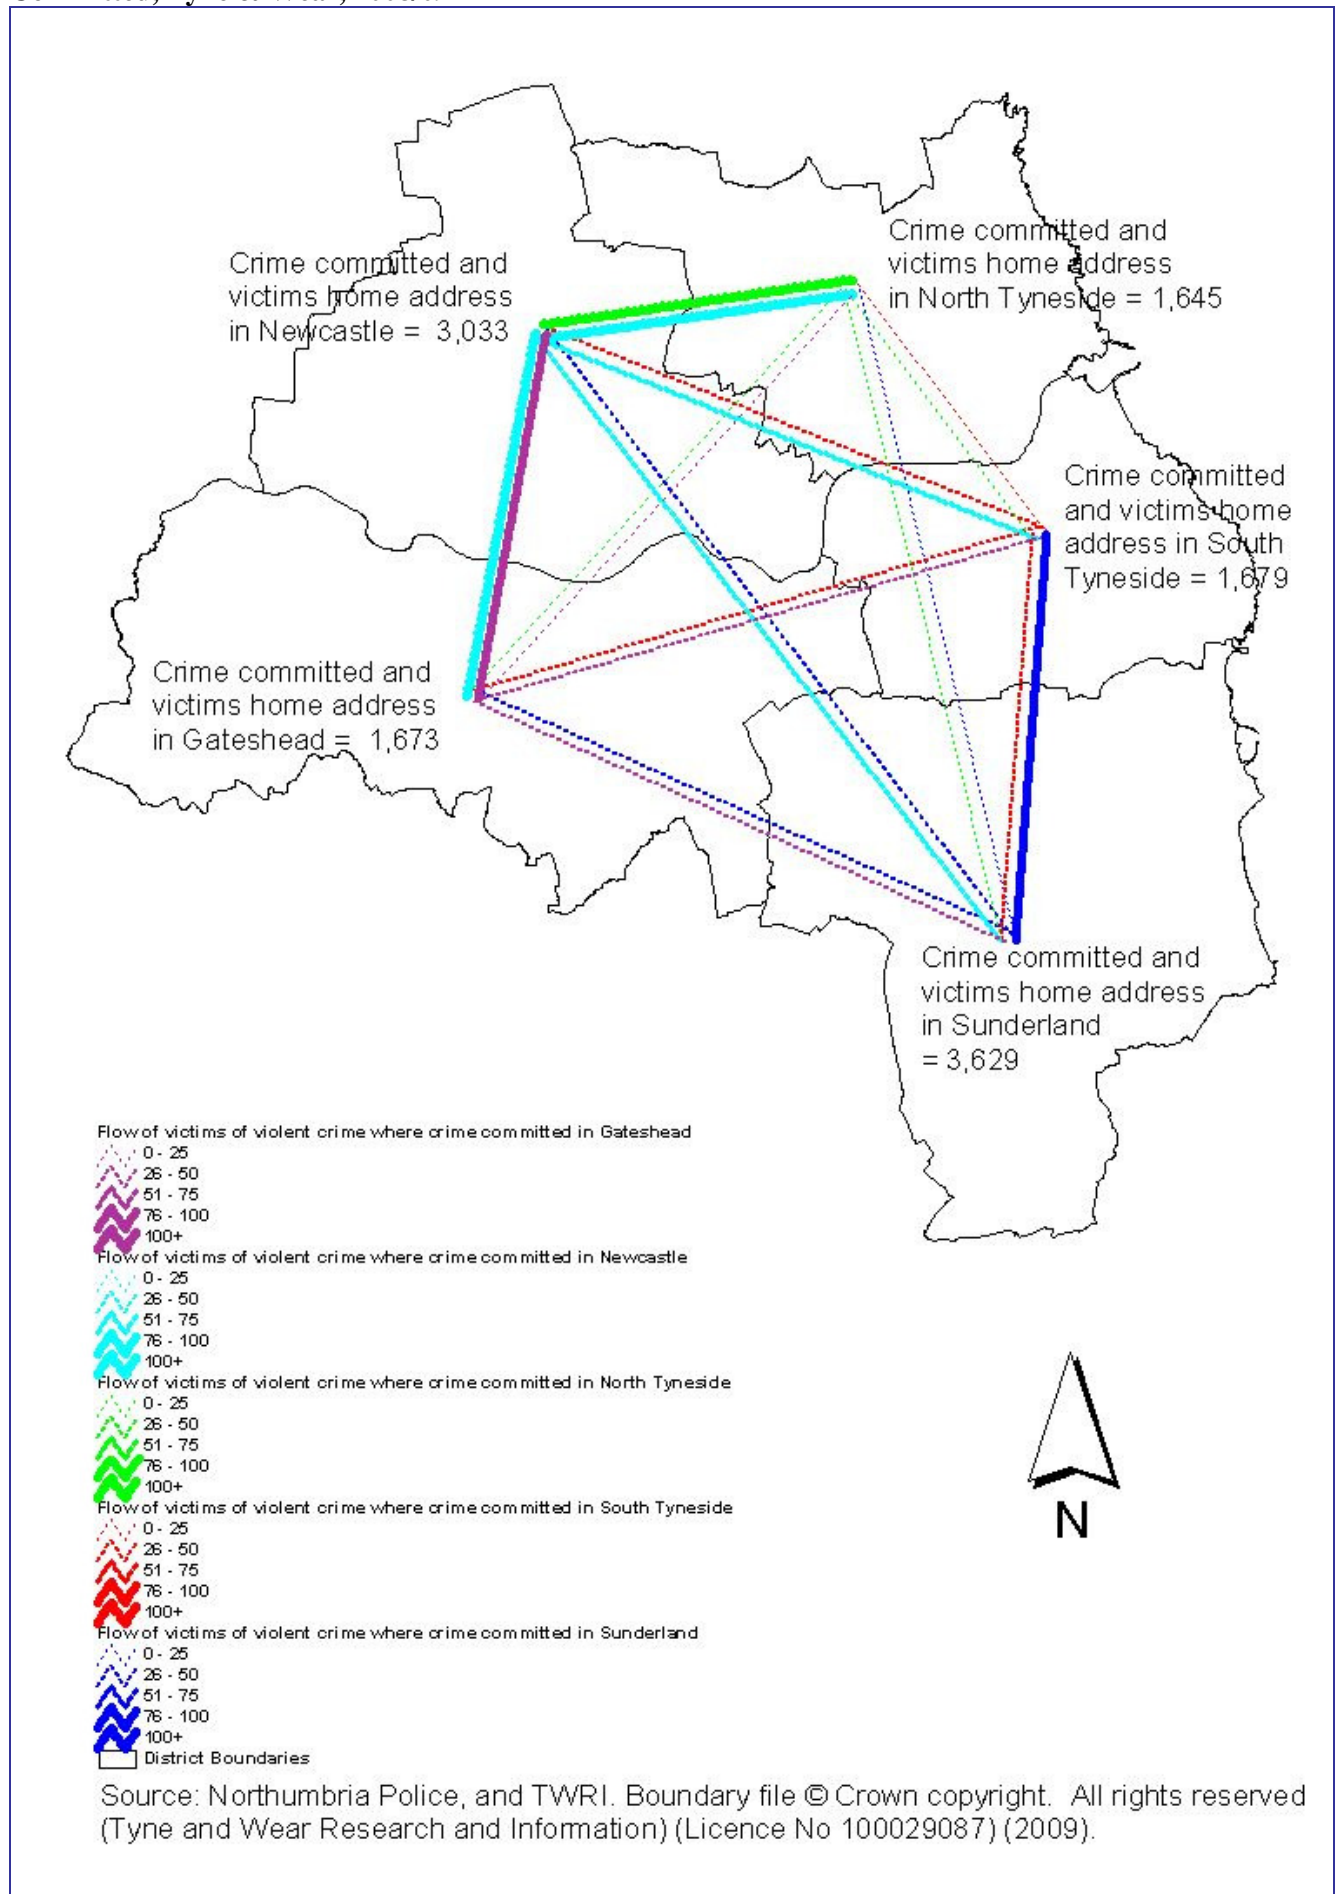 Crime committed and
victims home address
in North Tyneside = 1,645
Crime committed and
victims home address
in Newcastle = 3,033
Crime committed
and victims home
address in South
Tyneside = 1,679
Crime committed and
victims home address
in Gateshead = 1,673
Crime committed and
victims home address
in Sunderland
= 3,629
Flow of victims of violent crime where crime committed in Gateshead
0 - 25
26 - 50
51 - 75
76 - 100
100+
Flow of victims of violent crime where crime committed in Newcastle
0 - 25
26 - 50
51 - 75
76 - 100
100+
Flow of victims of violent crime where crime committed in North Tyneside
0 - 25
26 - 50
51 - 75
76 - 100
100+
Flow of victims of violent crime where crime committed in South Tyneside
0 - 25
26 - 50
51 - 75
76 - 100
100+
Flow of victims of violent crime where crime committed in Sunderland
0 - 25
26 - 50
51 - 75
76 - 100
100+
District Boundaries
N
Source: Northumbria Police, and TWRI. Boundary file © Crown copyright. All rights reserved
(Tyne and Wear Research and Information) (Licence No 100029087) (2009).